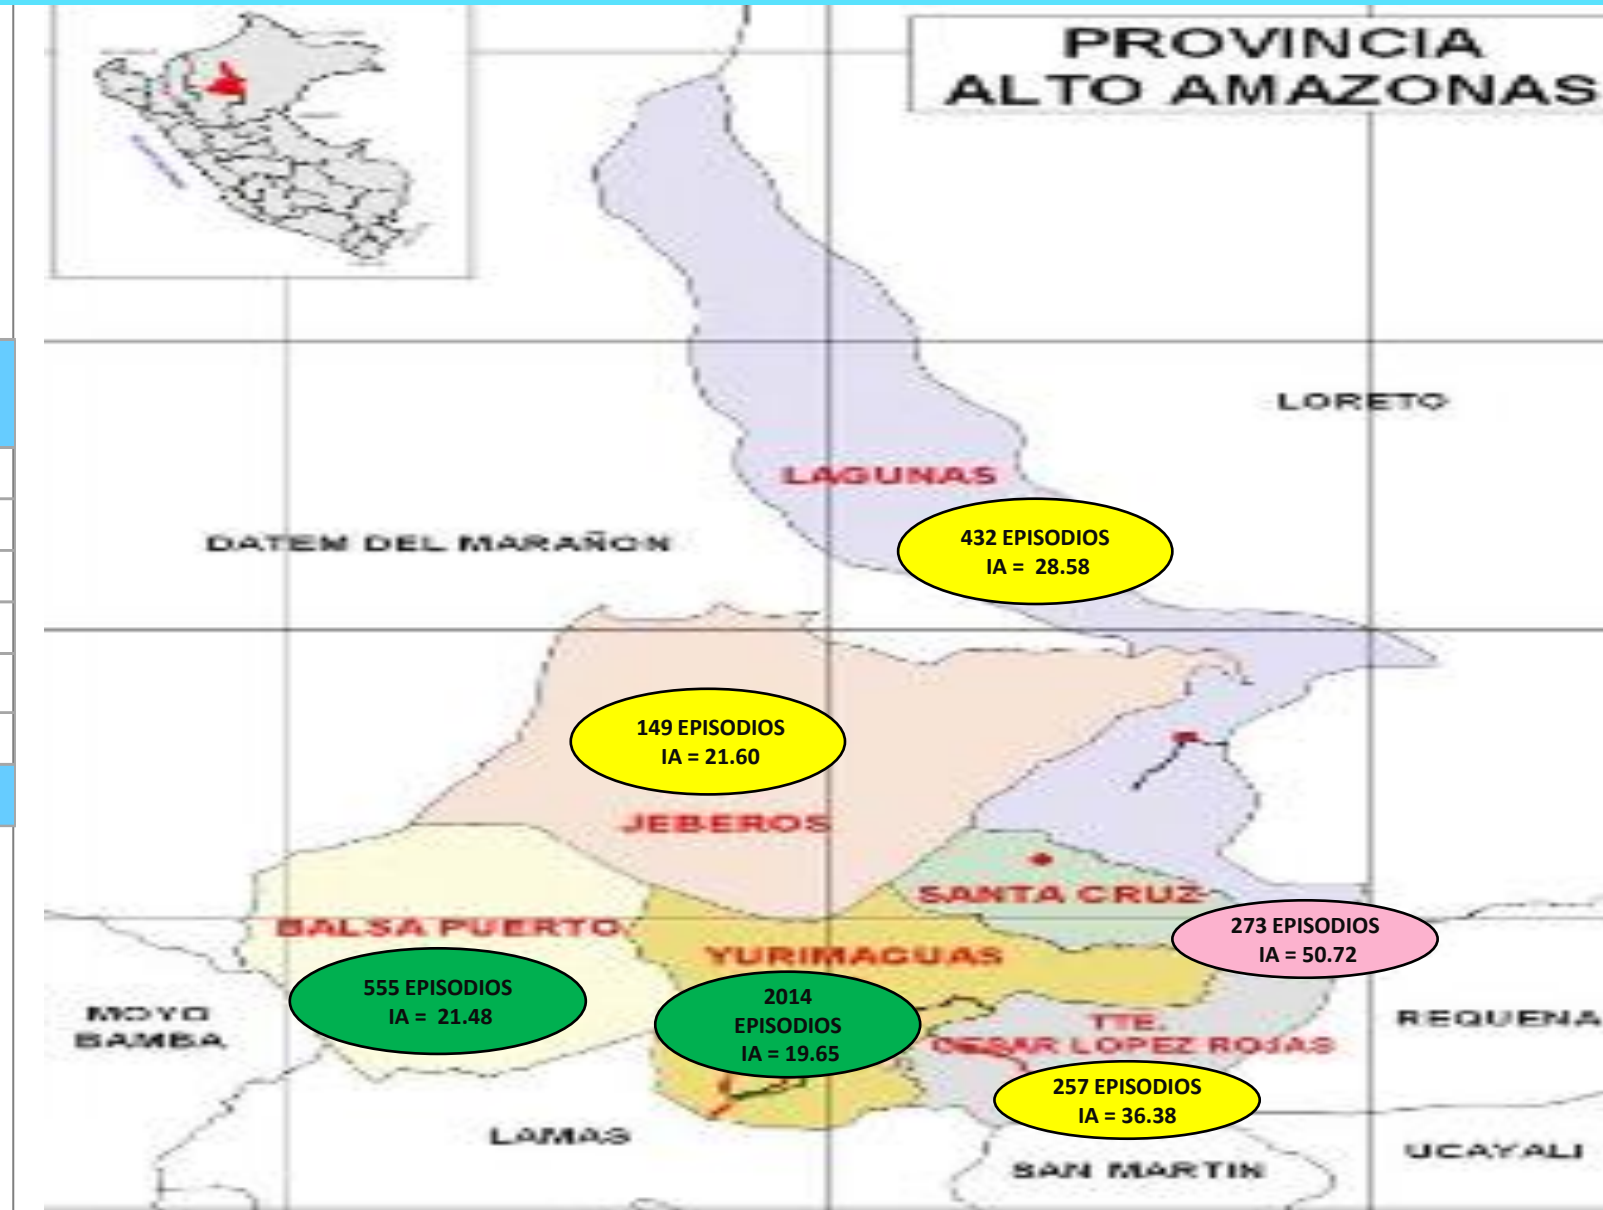 PROVINCIA
ALTO AMAZONAS
LORETO
LAGUNAS
432 EPISODIOS
IA = 28.58
DATEM DEL MARAÑON
149 EPISODIOS
IA = 21.60
JEBEROS
SANTA CRUZ
273 EPISODIOS
IA = 50.72
BALSA PUERTO
YURIMAGUAS
555 EPISODIOS
IA = 21.48
2014
EPISODIOS
IA = 19.65
MOYO
BAMBA
TTE.
CESAR LOPEZ ROJAS
REQUENA
257 EPISODIOS
IA = 36.38
LAMAS
SAN MARTIN
UCAYALI